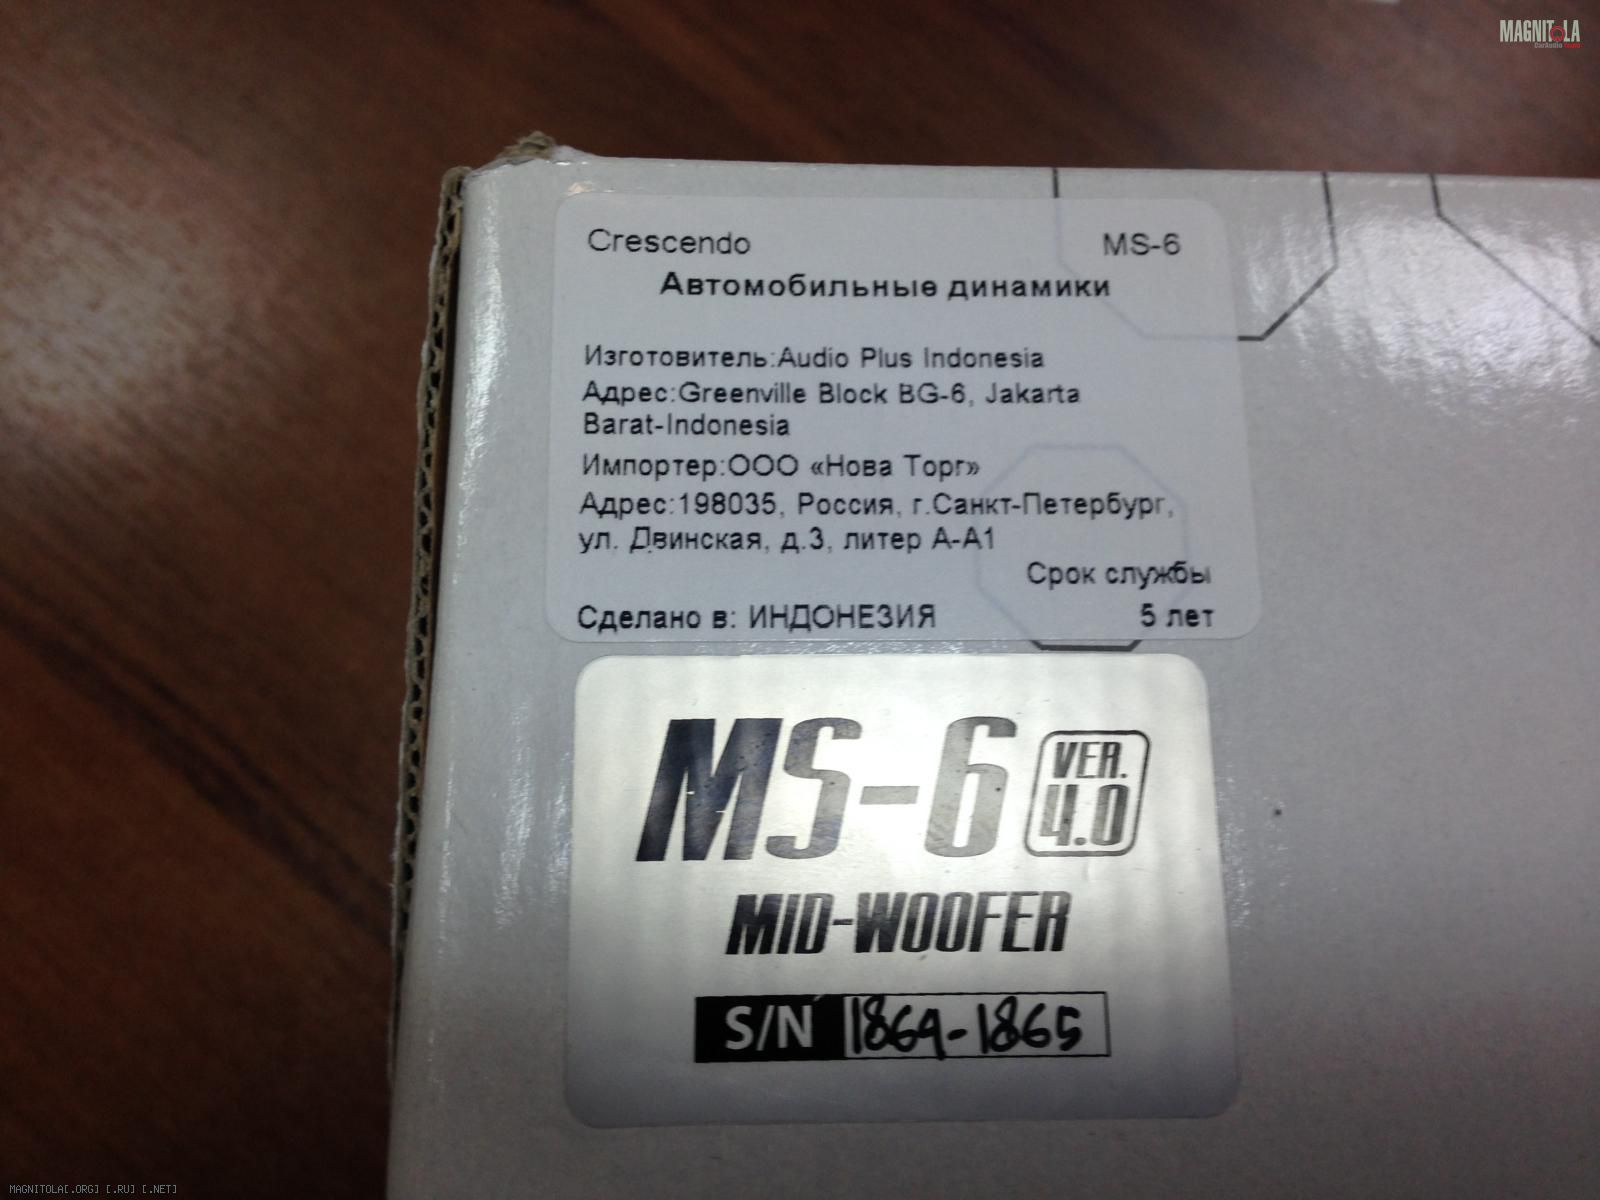 MAGNITOLA
Crescendo MS-6
Автомобильные динамики
Изготовитель:Audio Plus Indonesia
Адрес:Greenville Block BG-6, Jakarta
Barat-Indonesia
Импортер:ООО «Нова Торг»
Адрес:198035, Россия, г.Санкт-Петербург,
ул. Двинская, д.3, литер А-А1
Срок службы
Сделано в: ИНДОНЕЗИЯ 5 лет
MS-6 VER. 4.0
MID-WOOFER
S/N 1864-1865
MAGNITOLA[.ORG] [.RU] [.NET]